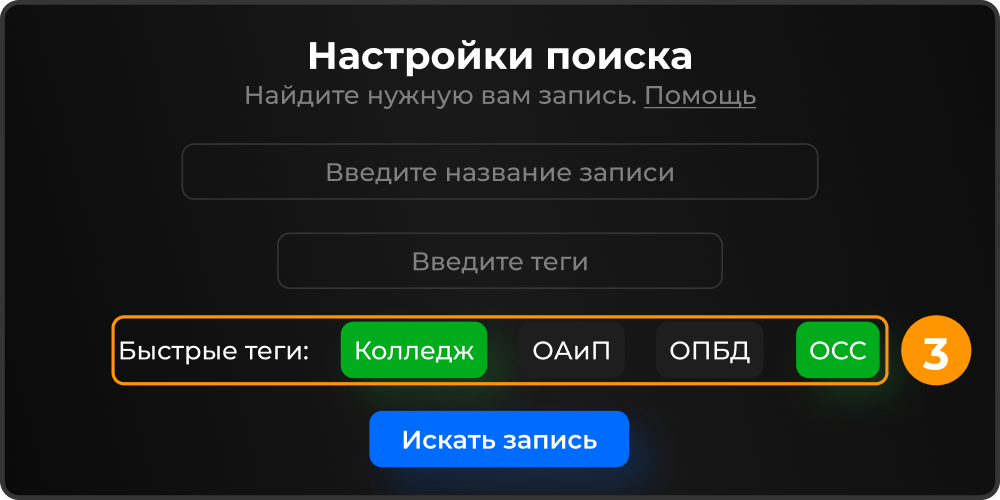 Настройки поиска
Найдите нужную вам запись. Помощь
Введите название записи
Введите теги
Быстрые теги: Колледж ОАиП ОПБД ОСС 3
Искать запись